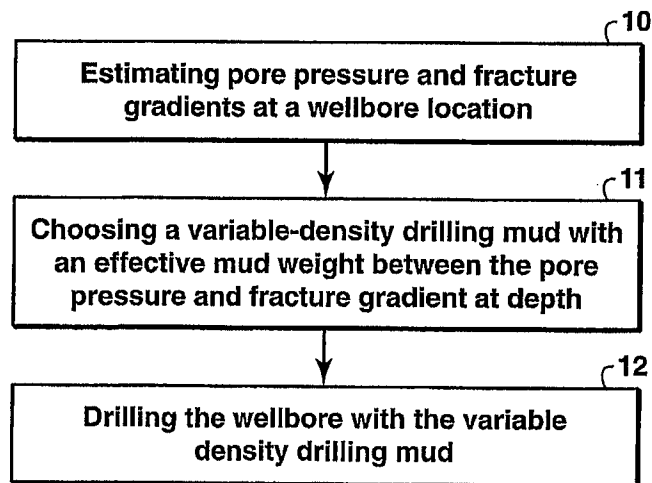 10
Estimating pore pressure and fracture
gradients at a wellbore location
11
Choosing a variable-density drilling mud with
an effective mud weight between the pore
pressure and fracture gradient at depth
12
Drilling the wellbore with the variable
density drilling mud